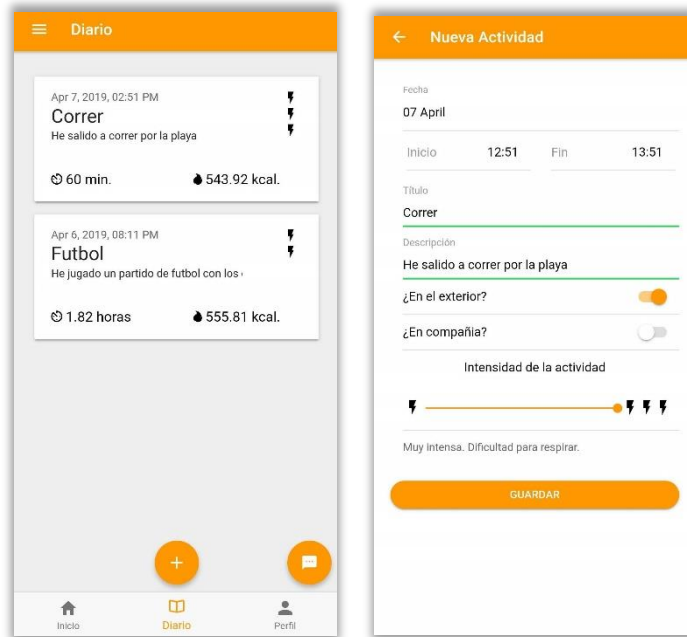 Diario
Apr 7, 2019, 02:51 PM
Correr
He salido a correr por la playa
60 min.
543.92 kcal.
Apr 6, 2019, 08:11 PM
Futbol
He jugado un partido de futbol con los
1.82 horas
555.81 kcal.
Inicio
Diario
Perfil
Nueva Actividad
Fecha
07 April
Inicio 12:51 Fin 13:51
Título
Correr
Descripción
He salido a correr por la playa
¿En el exterior?
¿En compañia?
Intensidad de la actividad
Muy intensa. Dificultad para respirar.
GUARDAR